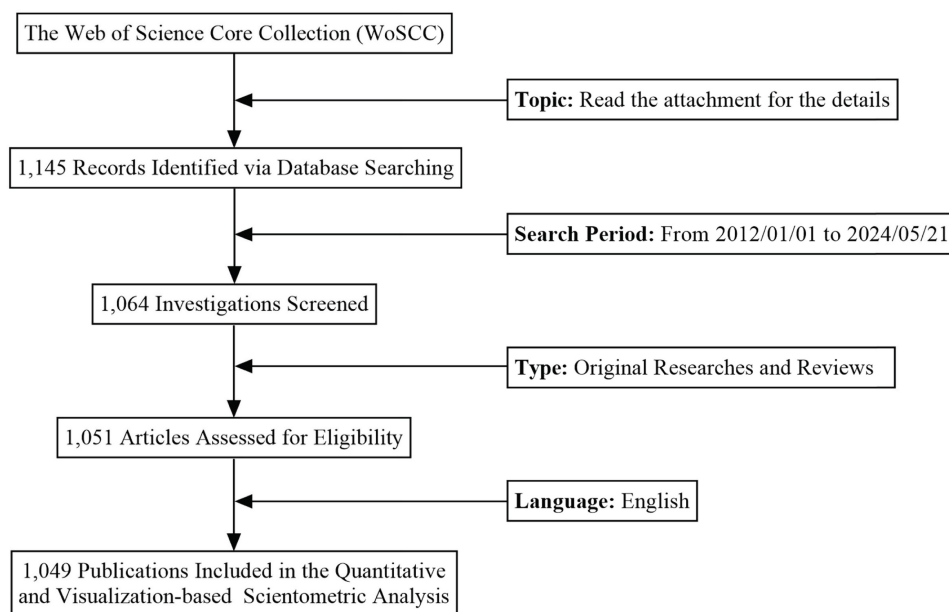 The Web of Science Core Collection (WoSCC)
Topic: Read the attachment for the details
1,145 Records Identified via Database Searching
Search Period: From 2012/01/01 to 2024/05/21
1,064 Investigations Screened
Type: Original Researches and Reviews
1,051 Articles Assessed for Eligibility
Language: English
1,049 Publications Included in the Quantitative
and Visualization-based Scientometric Analysis